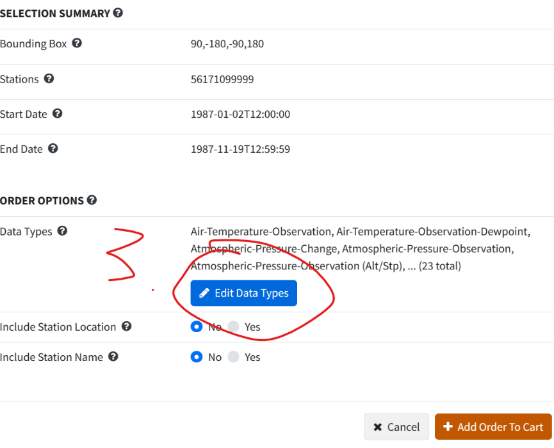 SELECTION SUMMARY
Bounding Box 90,-180,-90,180
Stations 56171099999
Start Date 1987-01-02T12:00:00
End Date 1987-11-19T12:59:59
ORDER OPTIONS
Data Types Air-Temperature-Observation, Air-Temperature-Observation-Dewpoint,
Atmospheric-Pressure-Change, Atmospheric-Pressure-Observation,
Atmospheric-Pressure-Observation (Alt/Stp), ... (23 total)
3
Edit Data Types
Include Station Location No Yes
Include Station Name No Yes
Cancel Add Order To Cart